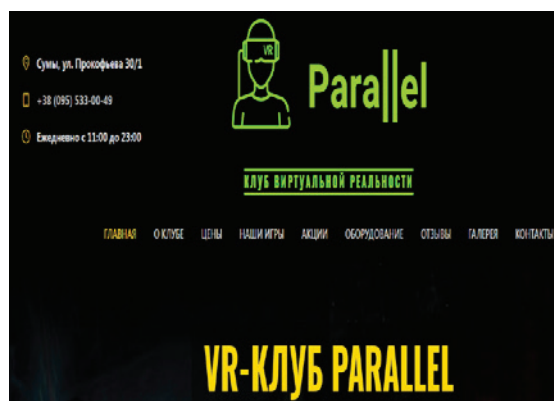 VR
Parallel
Сумы, ул. Прокофьева 30/1
+38 (095) 533-00-49
Ежедневно с 11:00 до 23:00
КЛУБ ВИРТУАЛЬНОЙ РЕАЛЬНОСТИ
ГЛАВНАЯ О КЛУБЕ ЦЕНЫ НАШИ ИГРЫ АКЦИИ ОБОРУДОВАНИЕ ОТЗЫВЫ ГАЛЕРЕЯ КОНТАКТЫ
VR-КЛУБ PARALLEL